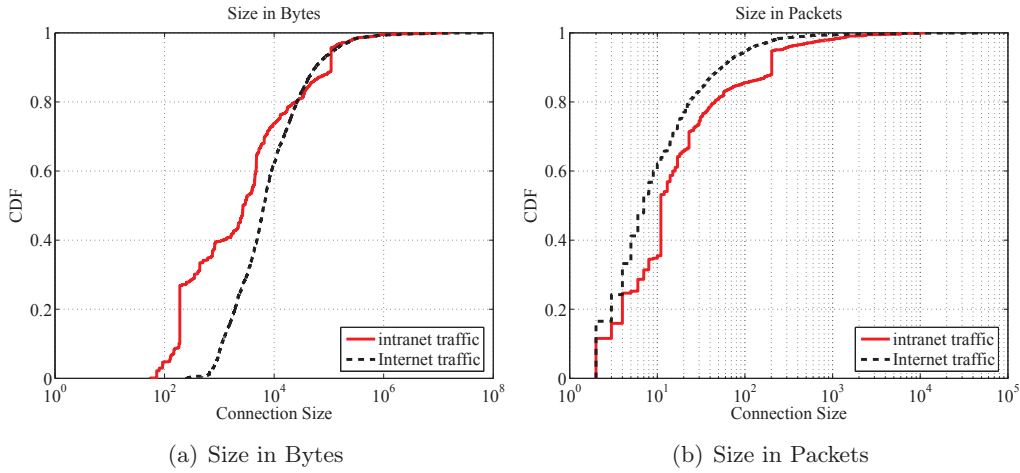 Size in Bytes
1
0.8
0.6
0.4
0.2
0
CDF
10^0
10^2
10^4
10^6
10^8
Connection Size
intranet traffic
Internet traffic
(a) Size in Bytes
Size in Packets
1
0.8
0.6
0.4
0.2
0
CDF
10^0
10^1
10^2
10^3
10^4
10^5
Connection Size
intranet traffic
Internet traffic
(b) Size in Packets